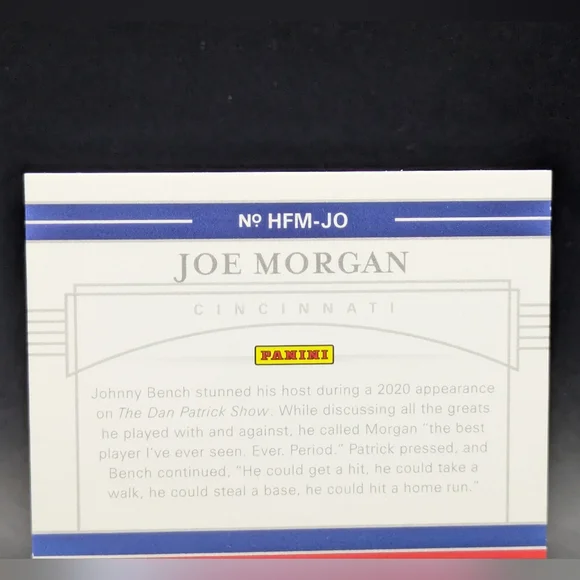 Nº HFM-JO
JOE MORGAN
CINCINNATI
PANINI
Johnny Bench stunned his host during a 2020 appearance
on The Dan Patrick Show. While discussing all the greats
he played with and against, he called Morgan "the best
player I've ever seen. Ever. Period." Patrick pressed, and
Bench continued, "He could get a hit, he could take a
walk, he could steal a base, he could hit a home run."